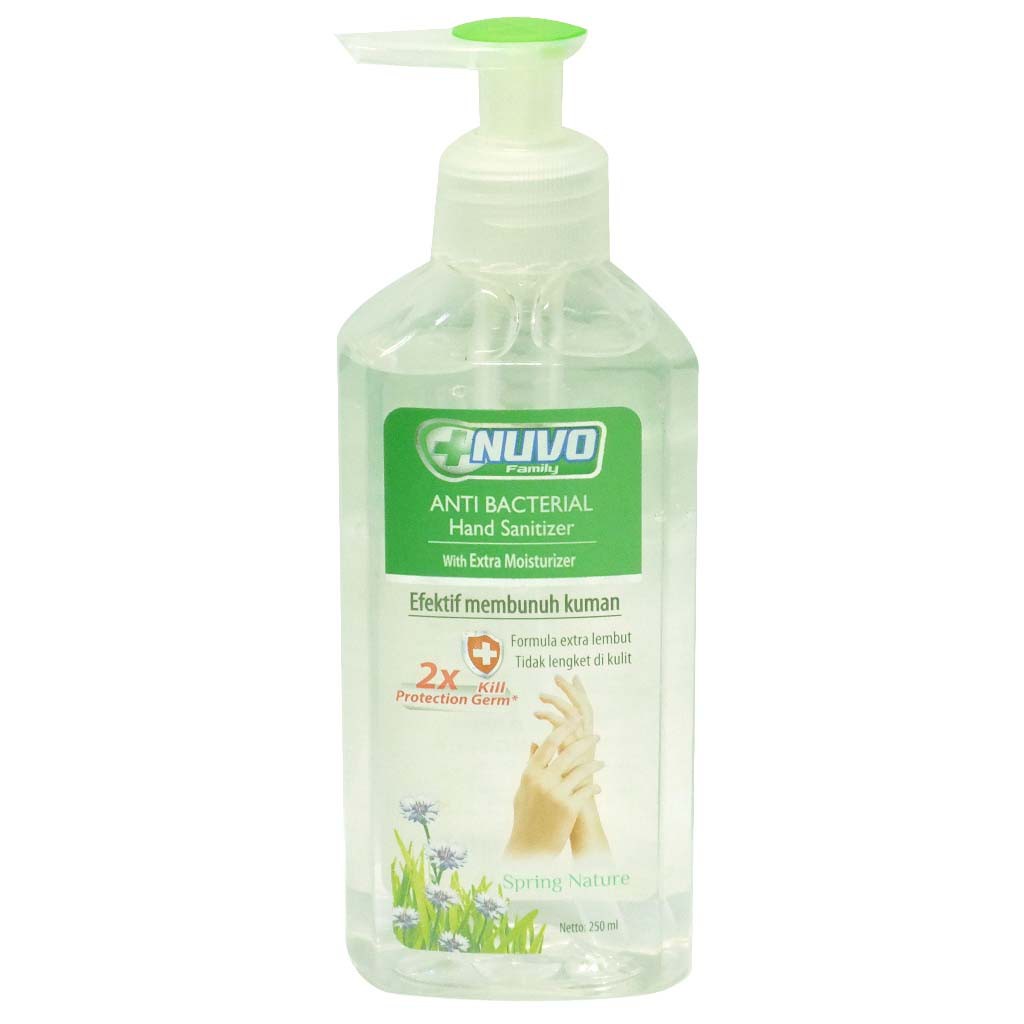 NUVO
Family
ANTI BACTERIAL
Hand Sanitizer
With Extra Moisturizer
Efektif membunuh kuman
Formula extra lembut
Tidak lengket di kulit
2x Kill
Protection Germ*
Spring Nature
Netto: 250 ml